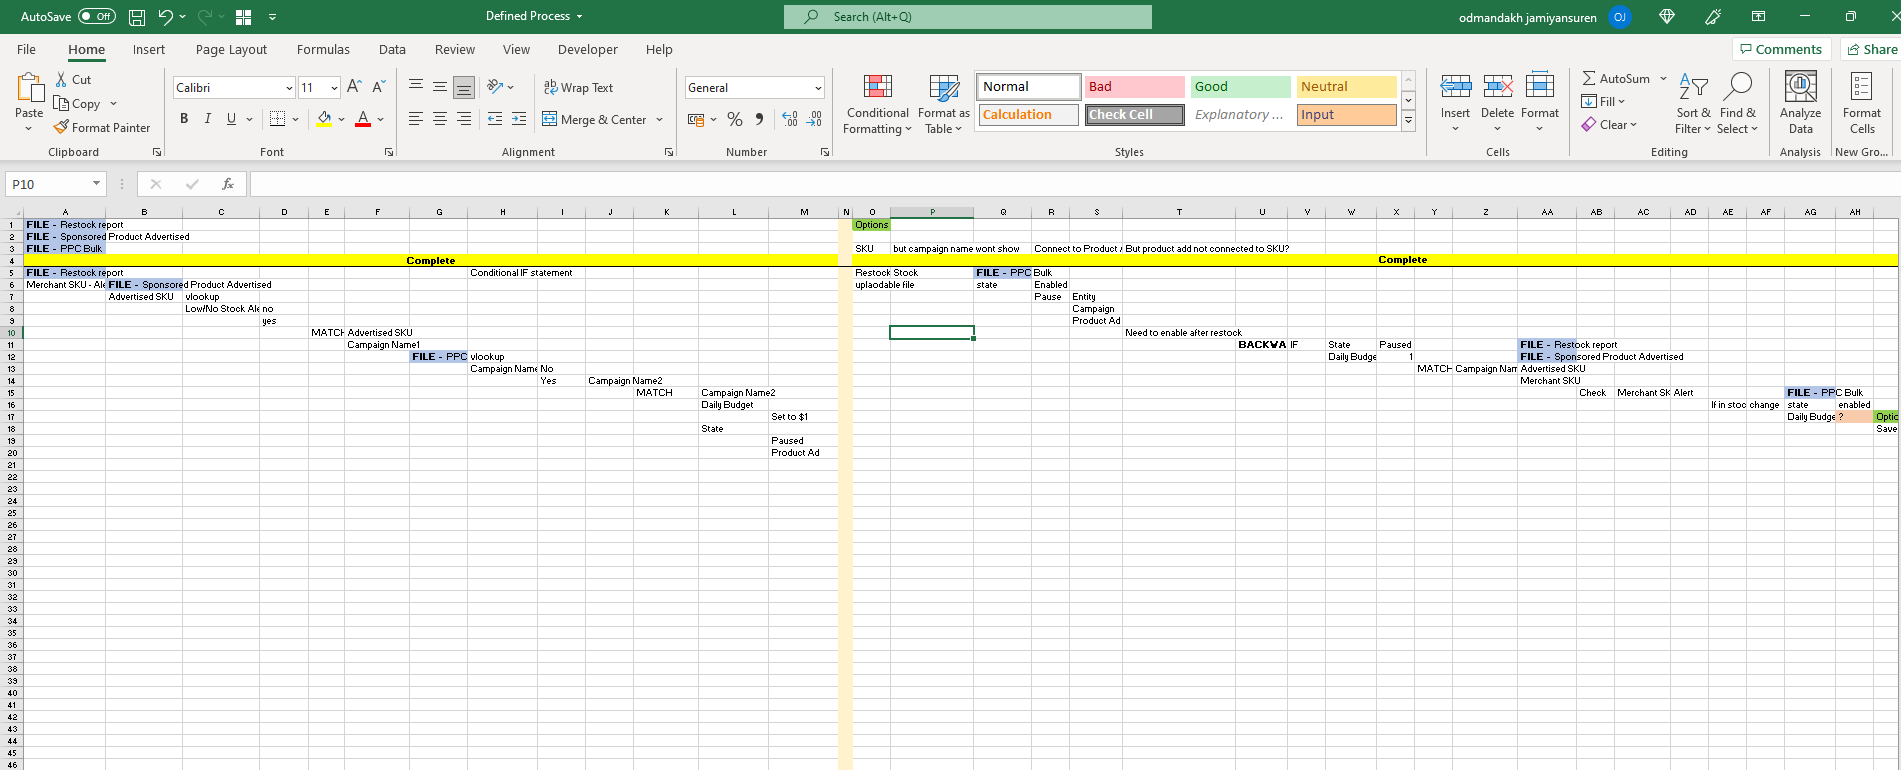 AutoSave Off Defined Process Search (Alt+Q) odmandakh jamiyansuren OJ
File Home Insert Page Layout Formulas Data Review View Developer Help Comments Share
Paste Cut Copy Format Painter
Clipboard
Calibri 11
B I U A
Font
Wrap Text
Merge & Center
Alignment
General
%
Number
Conditional Formatting
Format as Table
Normal Bad Good Neutral
Calculation Check Cell Explanatory ... Input
Styles
Insert Delete Format
Cells
AutoSum
Fill
Clear
Sort & Filter
Find & Select
Editing
Analyze Data
Analysis
Format Cells
New Gro...
P10 fx
A B C D E F G H I J K L M N O P Q R S T U V W X Y Z AA AB AC AD AE AF AG AH
1 FILE - Restock report Options
2 FILE - Sponsored Product Advertised
3 FILE - PPC Bulk SKU but campaign name wont show Connect to Product But product add not connected to SKU?
4 Complete Complete
5 FILE - Restock report Conditional IF statement Restock Stock FILE - PPC Bulk
6 Merchant SKU - Ale FILE - Sponsored Product Advertised uplaodable file state Enabled
7 Advertised SKU vlookup Pause Entity
8 Low/No Stock Ale no Campaign
9 yes Product Ad
10 MATCH Advertised SKU Need to enable after restock
11 Campaign Name1 BACKWA IF State Paused FILE - Restock report
12 FILE - PPC vlookup Daily Budge 1 FILE - Sponsored Product Advertised
13 Campaign Name No MATCH Campaign Nam Advertised SKU
14 Yes Campaign Name2 Merchant SKU
15 MATCH Campaign Name2 Check Merchant SK Alert FILE - PPC Bulk
16 Daily Budget If in stoc change state enabled
17 Set to $1 Daily Budge ? Optic
18 State Save
19 Paused
20 Product Ad
21
22
23
24
25
26
27
28
29
30
31
32
33
34
35
36
37
38
39
40
41
42
43
44
45
46